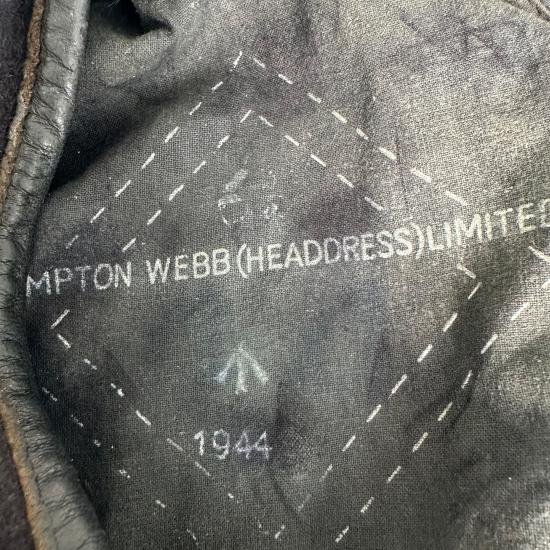 MPTON WEBB (HEADDRESS) LIMITED
1944